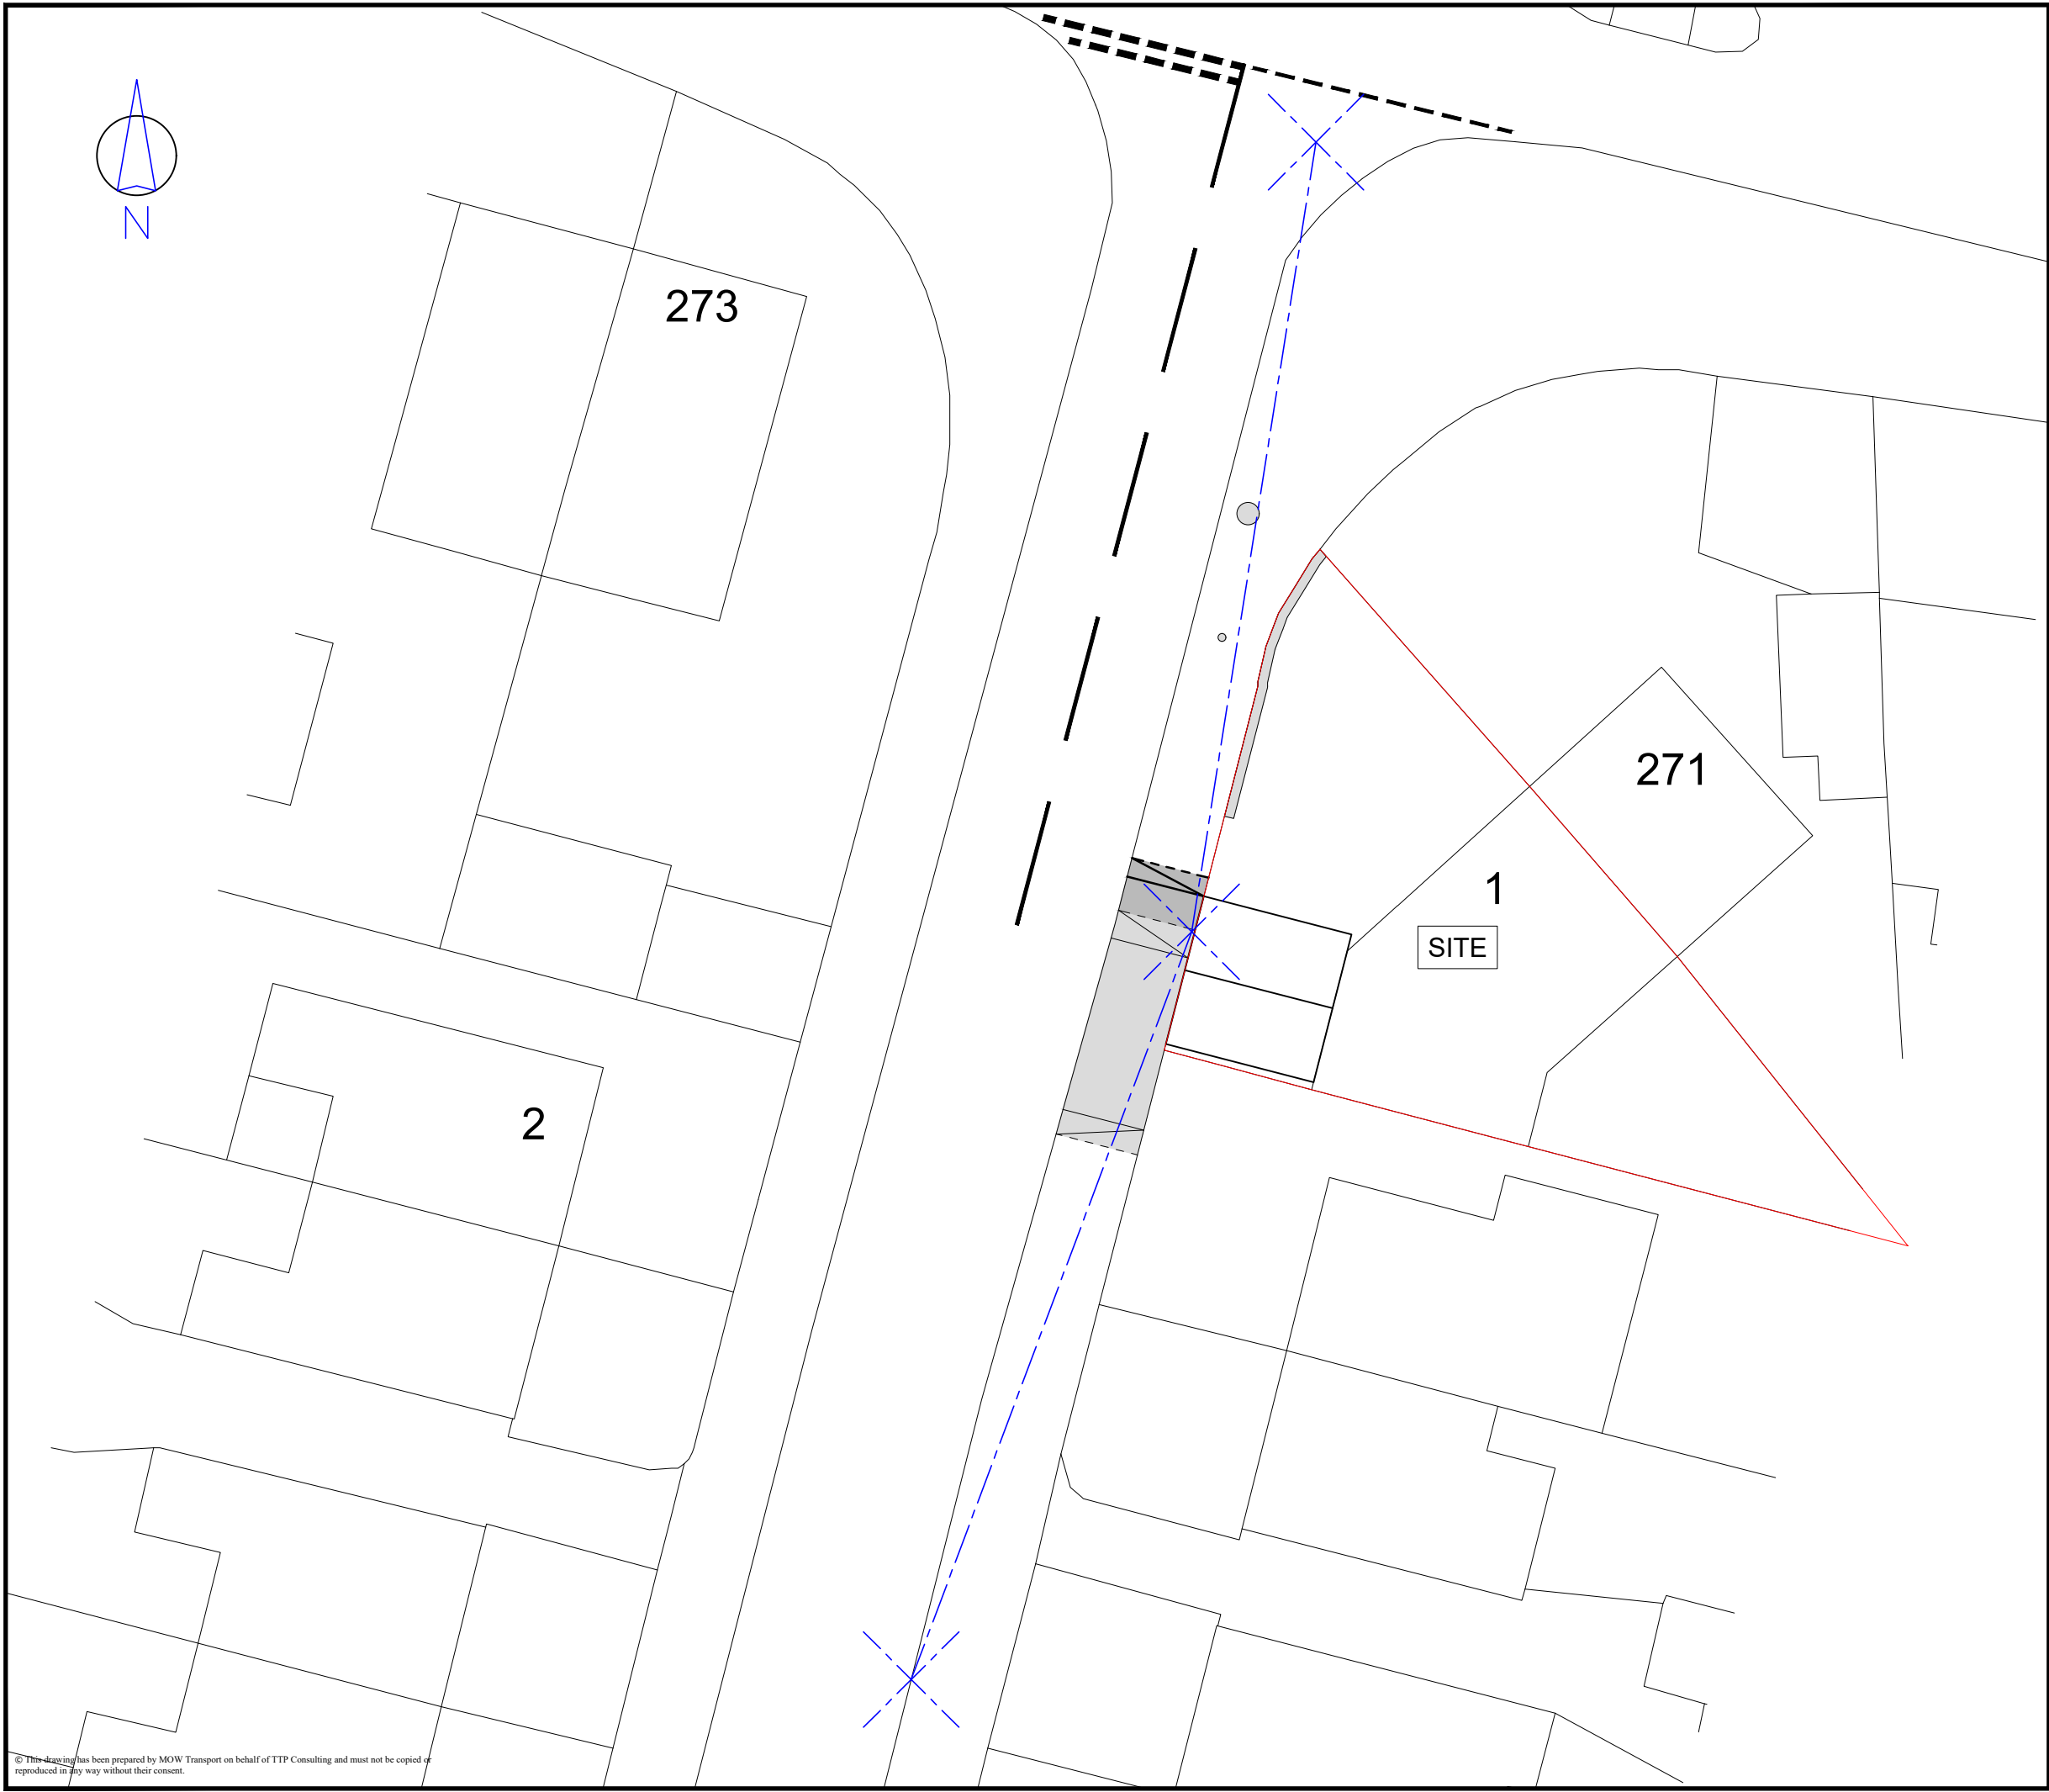 N
273
271
1
SITE
2
© This drawing has been prepared by MOW Transport on behalf of TTP Consulting and must not be copied or
reproduced in any way without their consent.